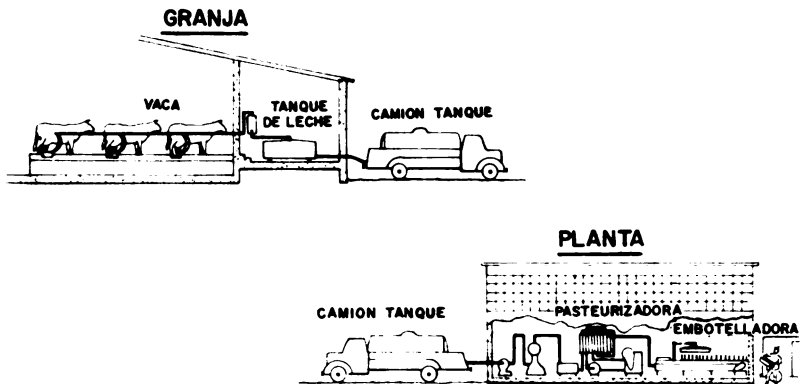 GRANJA
VACA
TANQUE
DE LECHE
CAMION TANQUE
PLANTA
CAMION TANQUE
PASTEURIZADORA
EMBOTELLADORA